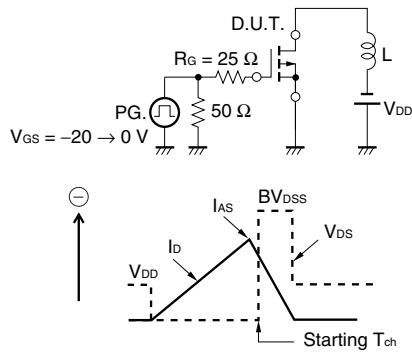 D.U.T.
RG = 25 Ω
L
PG.
50 Ω
VDD
VGS = −20 → 0 V
−
IAS
BVDSS
ID
VDS
VDD
Starting Tch